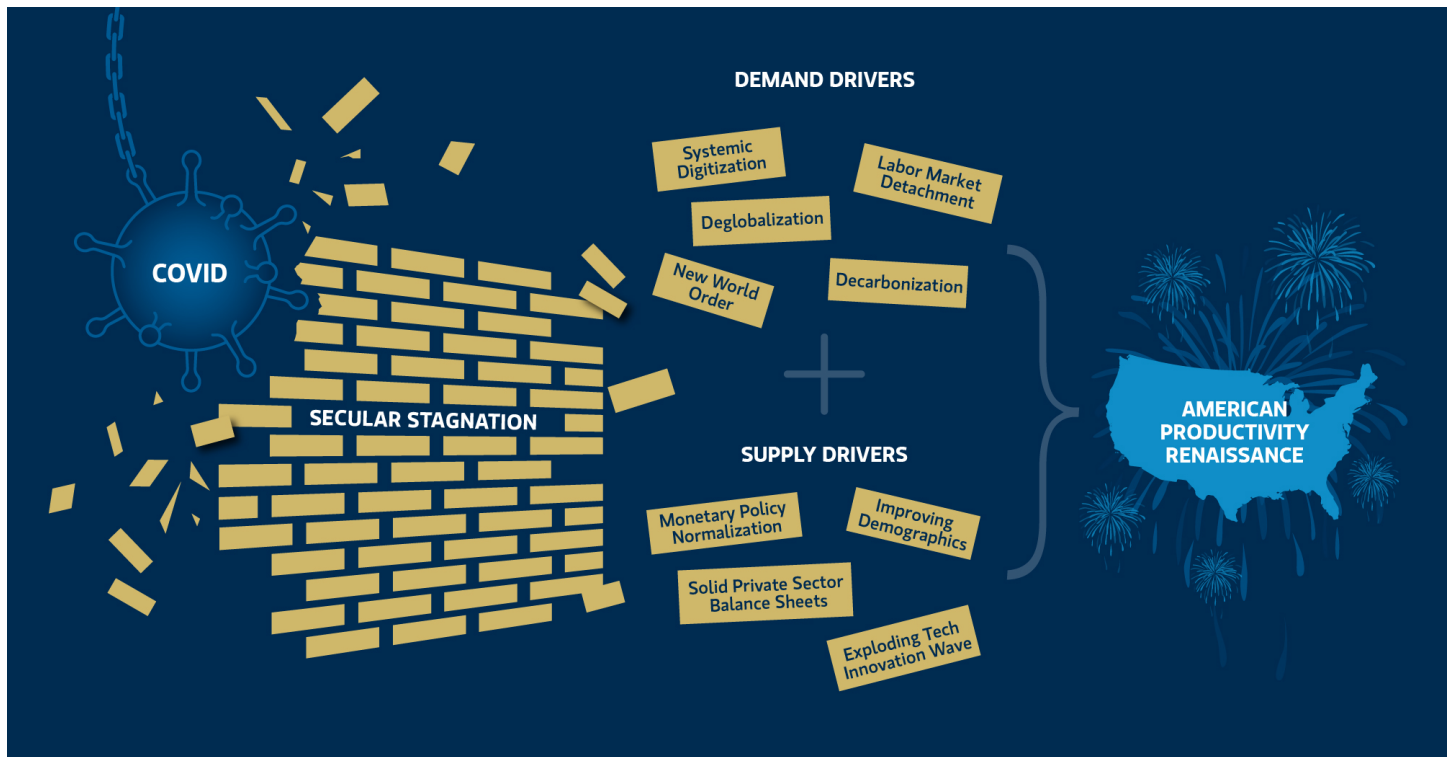 COVID
SECULAR STAGNATION
DEMAND DRIVERS
Systemic
Digitization
Labor Market
Detachment
Deglobalization
New World
Order
Decarbonization
SUPPLY DRIVERS
Monetary Policy
Normalization
Improving
Demographics
Solid Private Sector
Balance Sheets
Exploding Tech
Innovation Wave
AMERICAN
PRODUCTIVITY
RENAISSANCE